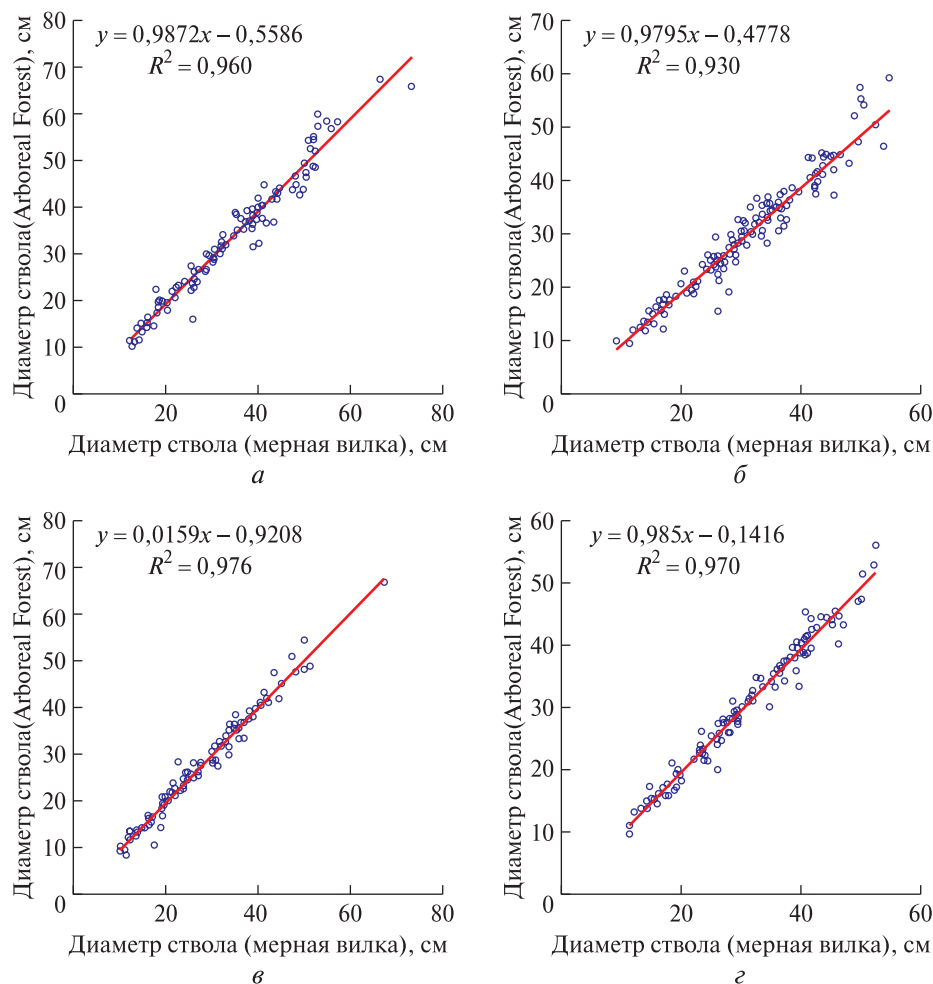 80
70
60
50
40
30
20
10
0
y = 0,9872x − 0,5586
R² = 0,960
Диаметр ствола(Arboreal Forest), см
20
40
60
80
Диаметр ствола (мерная вилка), см
а
70
60
50
40
30
20
10
0
y = 0,9795x − 0,4778
R² = 0,930
Диаметр ствола(Arboreal Forest), см
20
40
60
Диаметр ствола (мерная вилка), см
б
80
70
60
50
40
30
20
10
0
y = 0,0159x − 0,9208
R² = 0,976
Диаметр ствола(Arboreal Forest), см
20
40
60
80
Диаметр ствола (мерная вилка), см
в
60
50
40
30
20
10
0
y = 0,985x − 0,1416
R² = 0,970
Диаметр ствола(Arboreal Forest), см
20
40
60
Диаметр ствола (мерная вилка), см
г